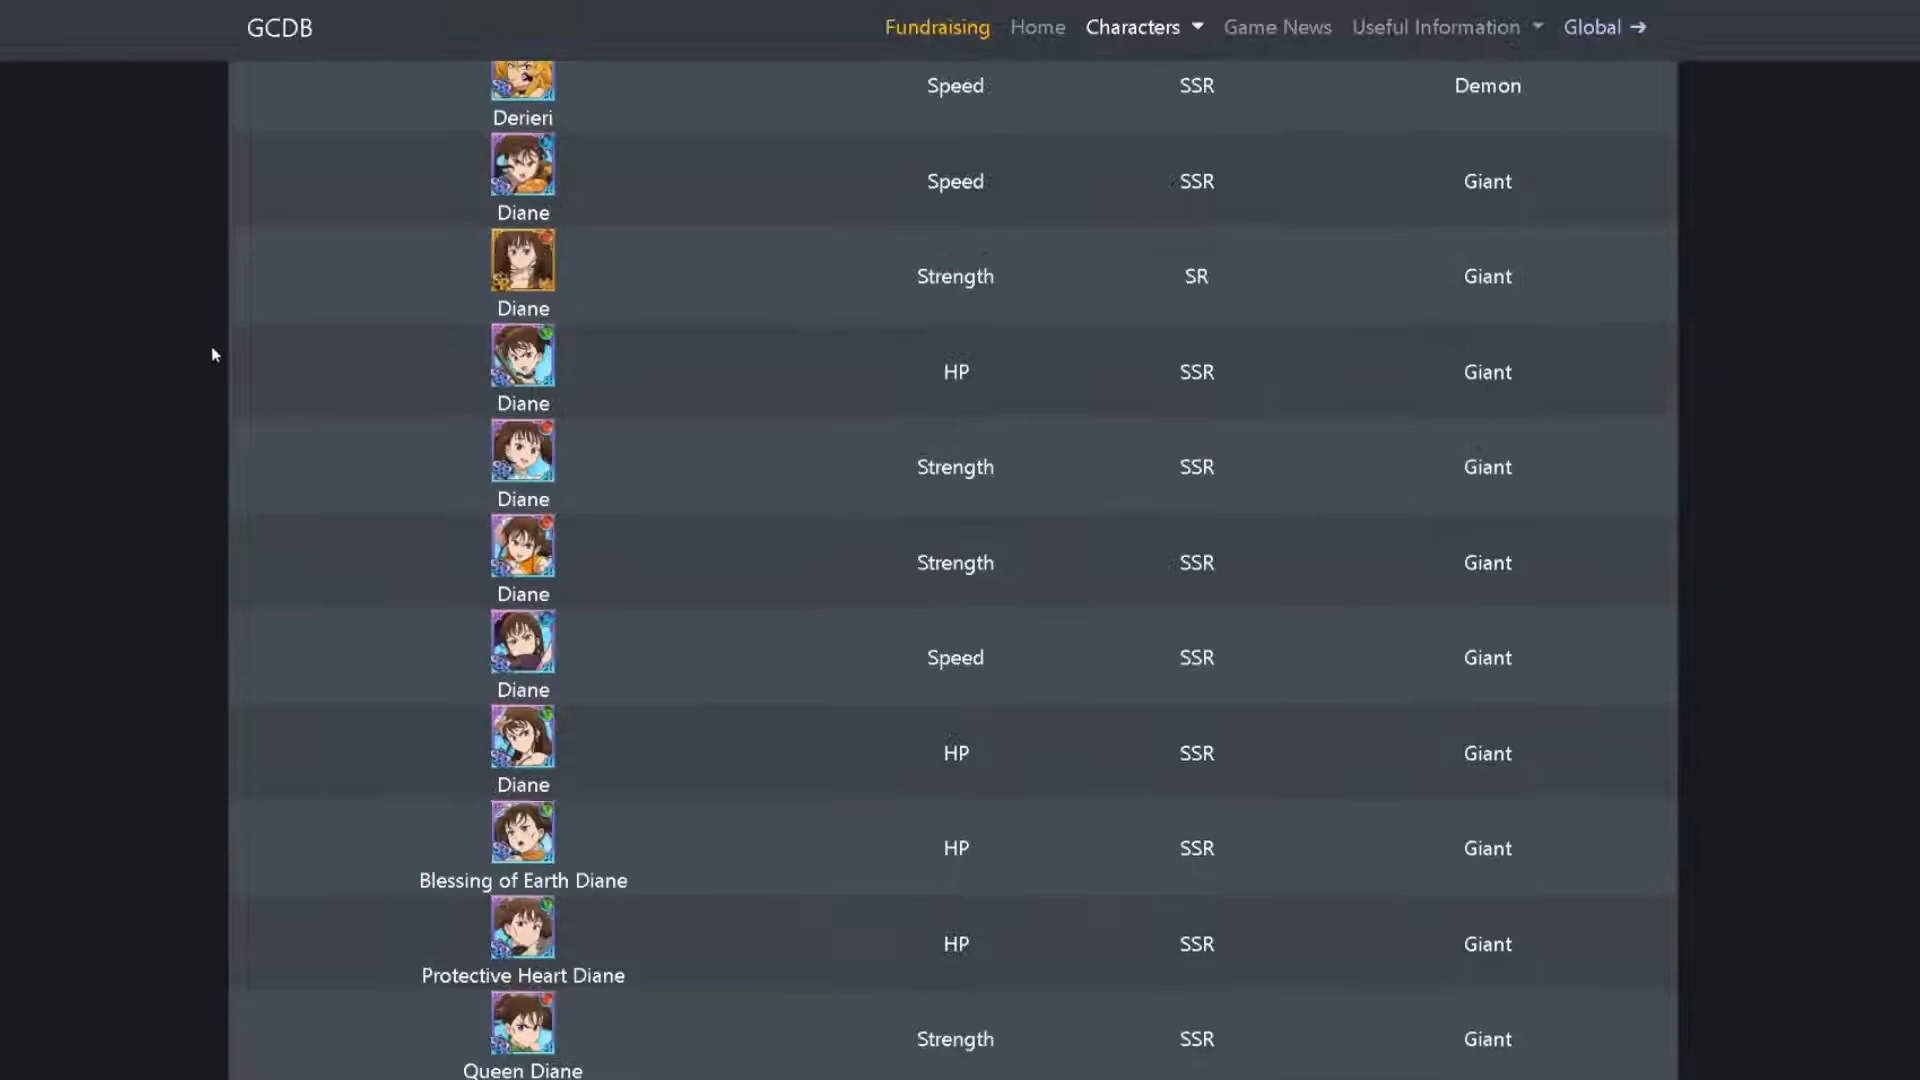 GCDB Fundraising Home Characters Game News Useful Information Global →
Speed SSR Demon
Derieri
Speed SSR Giant
Diane
Strength SR Giant
Diane
HP SSR Giant
Diane
Strength SSR Giant
Diane
Strength SSR Giant
Diane
Speed SSR Giant
Diane
HP SSR Giant
Diane
HP SSR Giant
Blessing of Earth Diane
HP SSR Giant
Protective Heart Diane
Strength SSR Giant
Queen Diane